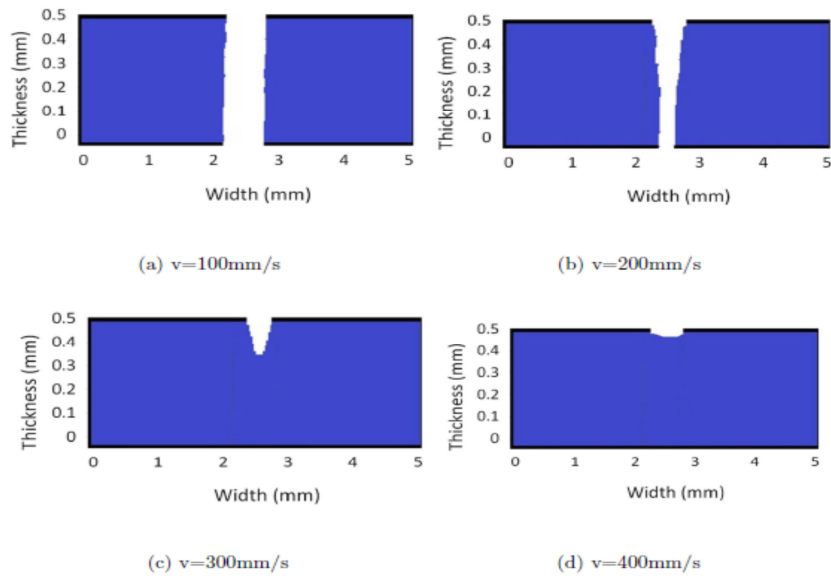 Thickness (mm)
0.5
0.4
0.3
0.2
0.1
0
0 1 2 3 4 5
Width (mm)
(a) v=100mm/s
Thickness (mm)
0.5
0.4
0.3
0.2
0.1
0
0 1 2 3 4 5
Width (mm)
(b) v=200mm/s
Thickness (mm)
0.5
0.4
0.3
0.2
0.1
0
0 1 2 3 4 5
Width (mm)
(c) v=300mm/s
Thickness (mm)
0.5
0.4
0.3
0.2
0.1
0
0 1 2 3 4 5
Width (mm)
(d) v=400mm/s